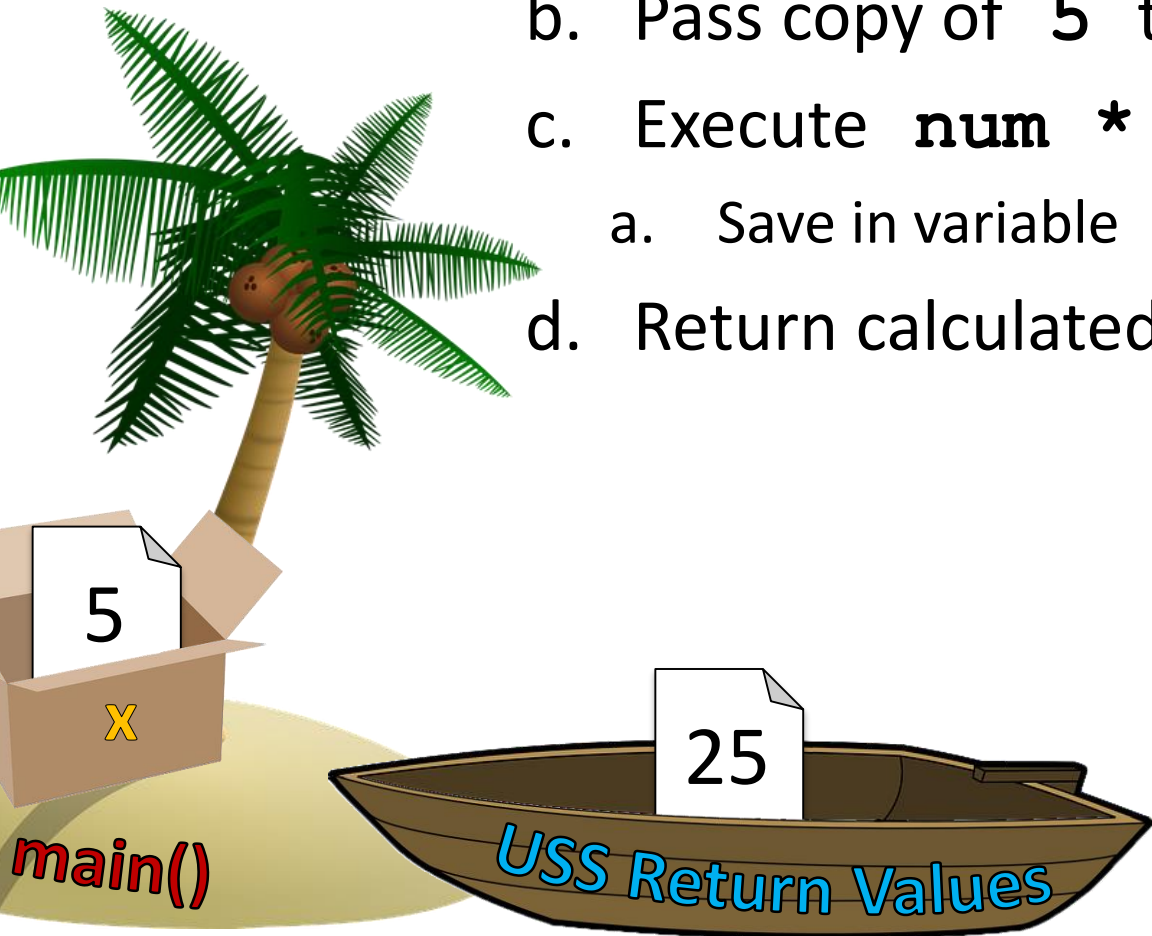 b. Pass copy of 5 t
c. Execute num *
a. Save in variable
d. Return calculated
5
X
25
main()
USS Return Values